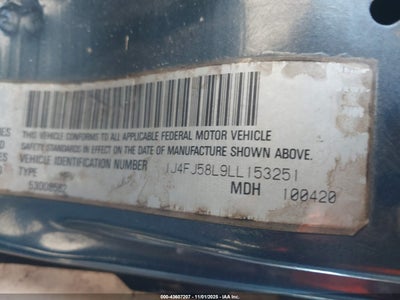 THIS VEHICLE CONFORMS TO ALL APPLICABLE FEDERAL MOTOR VEHICLE
SAFETY STANDARDS IN EFFECT ON THE DATE OF MANUFACTURE SHOWN ABOVE.
VEHICLE IDENTIFICATION NUMBER: 1J4FJ58L9LL153251
TYPE MDH 100420
000-43607207 - 11/01/2025 - IAA Inc.